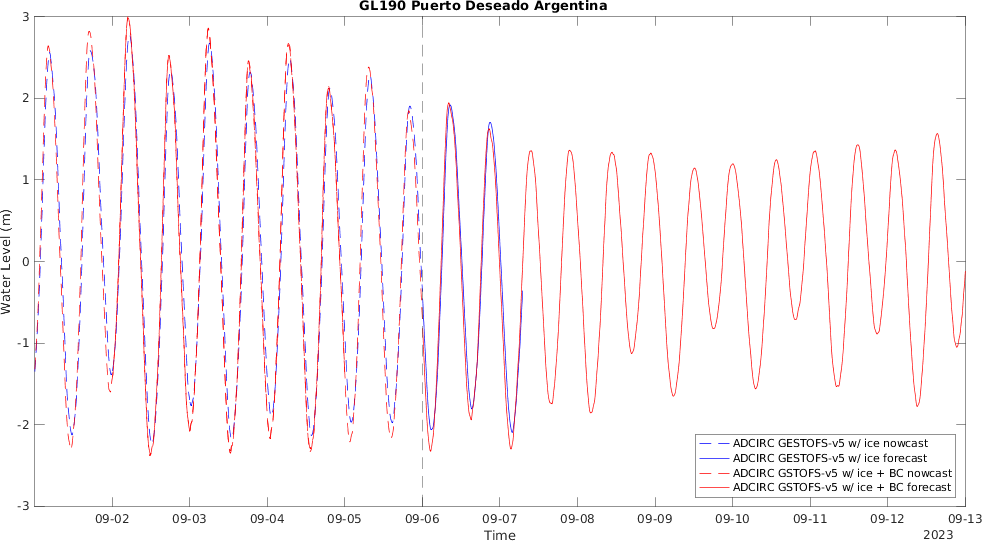 GL190 Puerto Deseado Argentina
3
2
1
0
-1
-2
-3
Water Level (m)
ADCIRC GESTOFS-v5 w/ ice nowcast
ADCIRC GESTOFS-v5 w/ ice forecast
ADCIRC GSTOFS-v5 w/ ice + BC nowcast
ADCIRC GSTOFS-v5 w/ ice + BC forecast
09-02 09-03 09-04 09-05 09-06 09-07 09-08 09-09 09-10 09-11 09-12 09-13
Time
2023